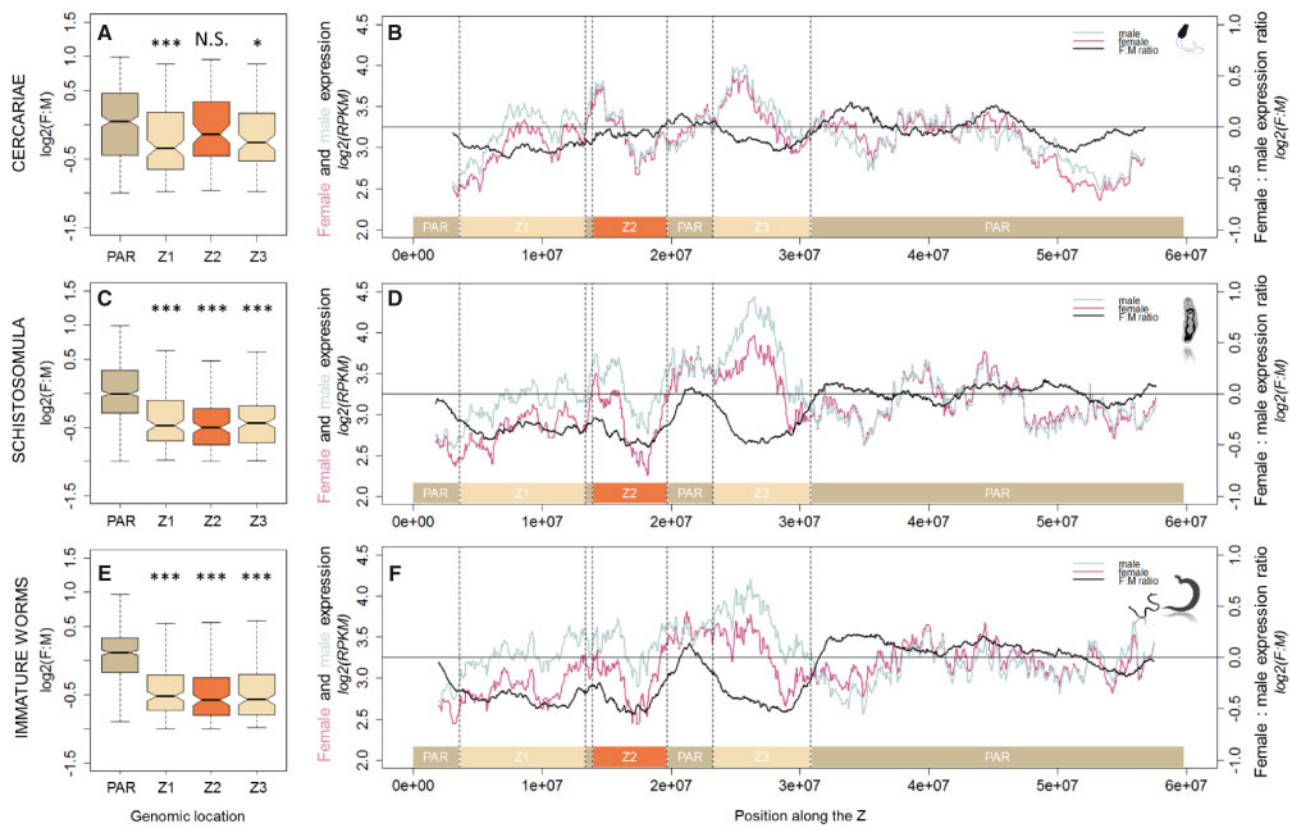 CERCARIAE
log2(F:M)
1.5
0.5
-0.5
-1.5
A
***
N.S.
*
PAR Z1 Z2 Z3
Female and male expression
log2(RPKM)
4.5
4.0
3.5
3.0
2.5
2.0
B
male
female
F:M ratio
PAR Z1 Z2 PAR Z3 PAR
0e+00 1e+07 2e+07 3e+07 4e+07 5e+07 6e+07
1.0
0.5
0.0
-0.5
-1.0
Female : male expression ratio
log2(F:M)
SCHISTOSOMULA
log2(F:M)
1.5
0.5
-0.5
-1.5
C
*** *** ***
PAR Z1 Z2 Z3
Female and male expression
log2(RPKM)
4.5
4.0
3.5
3.0
2.5
2.0
D
male
female
F:M ratio
PAR Z1 Z2 PAR Z3 PAR
0e+00 1e+07 2e+07 3e+07 4e+07 5e+07 6e+07
1.0
0.5
0.0
-0.5
-1.0
Female : male expression ratio
log2(F:M)
IMMATURE WORMS
log2(F:M)
1.5
0.5
-0.5
-1.5
E
*** *** ***
PAR Z1 Z2 Z3
Genomic location
Female and male expression
log2(RPKM)
4.5
4.0
3.5
3.0
2.5
2.0
F
male
female
F:M ratio
PAR Z1 Z2 PAR Z3 PAR
0e+00 1e+07 2e+07 3e+07 4e+07 5e+07 6e+07
Position along the Z
1.0
0.5
0.0
-0.5
-1.0
Female : male expression ratio
log2(F:M)